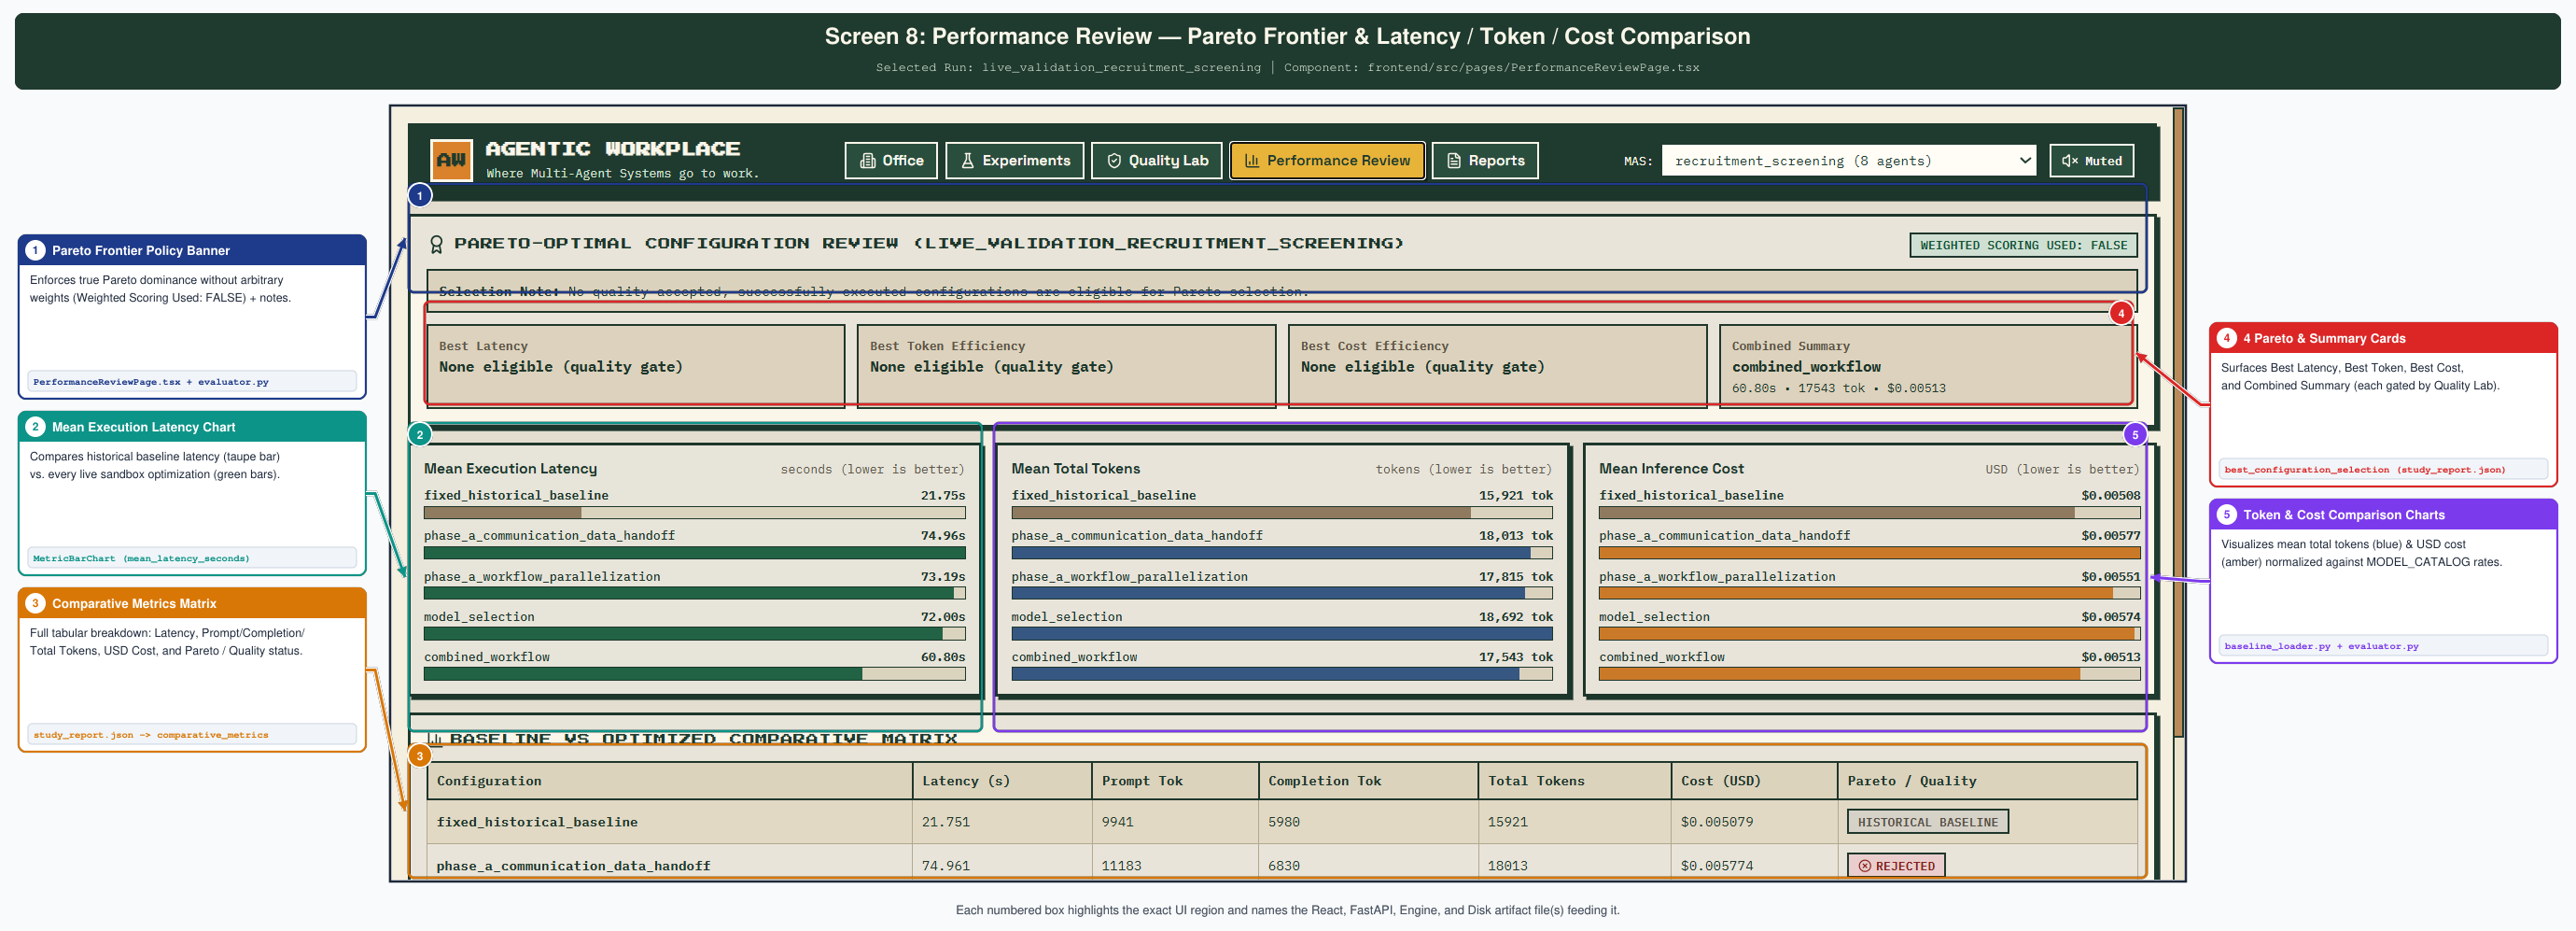 Screen 8: Performance Review — Pareto Frontier & Latency / Token / Cost Comparison
Selected Run: live_validation_recruitment_screening | Component: frontend/src/pages/PerformanceReviewPage.tsx
AW
AGENTIC WORKPLACE
Where Multi-Agent Systems go to work.
Office
Experiments
Quality Lab
Performance Review
Reports
MAS:
recruitment_screening (8 agents)
Muted
1
PARETO-OPTIMAL CONFIGURATION REVIEW (LIVE_VALIDATION_RECRUITMENT_SCREENING)
WEIGHTED SCORING USED: FALSE
Selection Note: No quality accepted, successfully executed configurations are eligible for Pareto selection.
4
Best Latency
None eligible (quality gate)
Best Token Efficiency
None eligible (quality gate)
Best Cost Efficiency
None eligible (quality gate)
Combined Summary
combined_workflow
60.80s • 17543 tok • $0.00513
2
Mean Execution Latency
seconds (lower is better)
fixed_historical_baseline 21.75s
phase_a_communication_data_handoff 74.96s
phase_a_workflow_parallelization 73.19s
model_selection 72.00s
combined_workflow 60.80s
5
Mean Total Tokens
tokens (lower is better)
fixed_historical_baseline 15,921 tok
phase_a_communication_data_handoff 18,013 tok
phase_a_workflow_parallelization 17,815 tok
model_selection 18,692 tok
combined_workflow 17,543 tok
Mean Inference Cost
USD (lower is better)
fixed_historical_baseline $0.00508
phase_a_communication_data_handoff $0.00577
phase_a_workflow_parallelization $0.00551
model_selection $0.00574
combined_workflow $0.00513
BASELINE VS OPTIMIZED COMPARATIVE MATRIX
3
Configuration Latency (s) Prompt Tok Completion Tok Total Tokens Cost (USD) Pareto / Quality
fixed_historical_baseline 21.751 9941 5980 15921 $0.005079 HISTORICAL BASELINE
phase_a_communication_data_handoff 74.961 11183 6830 18013 $0.005774 REJECTED
1 Pareto Frontier Policy Banner
Enforces true Pareto dominance without arbitrary
weights (Weighted Scoring Used: FALSE) + notes.
PerformanceReviewPage.tsx + evaluator.py
2 Mean Execution Latency Chart
Compares historical baseline latency (taupe bar)
vs. every live sandbox optimization (green bars).
MetricBarChart (mean_latency_seconds)
3 Comparative Metrics Matrix
Full tabular breakdown: Latency, Prompt/Completion/
Total Tokens, USD Cost, and Pareto / Quality status.
study_report.json -> comparative_metrics
4 4 Pareto & Summary Cards
Surfaces Best Latency, Best Token, Best Cost,
and Combined Summary (each gated by Quality Lab).
best_configuration_selection (study_report.json)
5 Token & Cost Comparison Charts
Visualizes mean total tokens (blue) & USD cost
(amber) normalized against MODEL_CATALOG rates.
baseline_loader.py + evaluator.py
Each numbered box highlights the exact UI region and names the React, FastAPI, Engine, and Disk artifact file(s) feeding it.